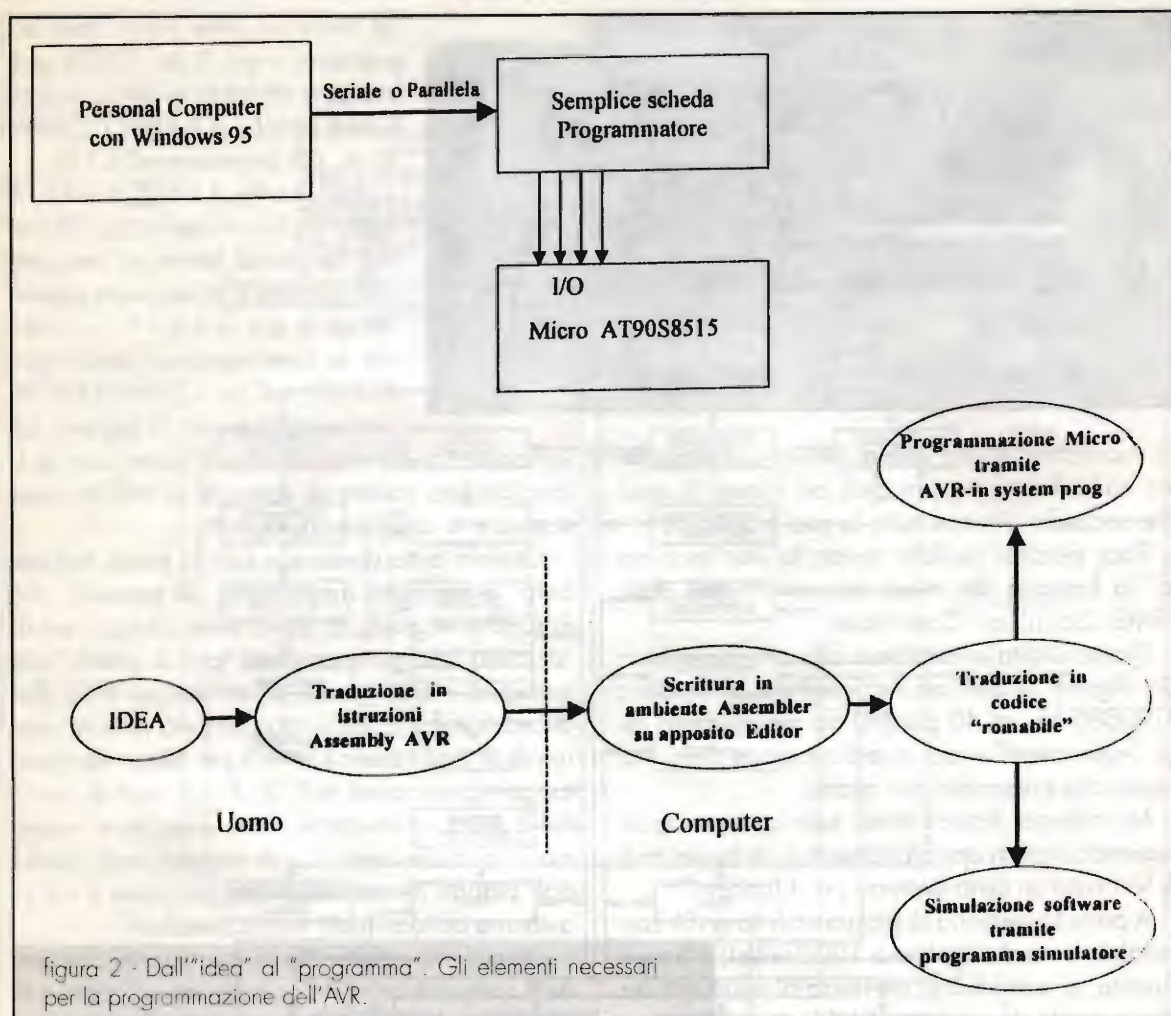 Personal Computer
con Windows 95
Seriale o Parallela
Semplice scheda
Programmatore
I/O
Micro AT90S8515
Programmazione Micro
tramite
AVR-in system prog
IDEA
Traduzione in
istruzioni
Assembly AVR
Scrittura in
ambiente Assembler
su apposito Editor
Traduzione in
codice
“romabile”
Uomo
Computer
Simulazione software
tramite
programma simulatore
figura 2 - Dall'"idea" al "programma". Gli elementi necessari
per la programmazione dell'AVR.